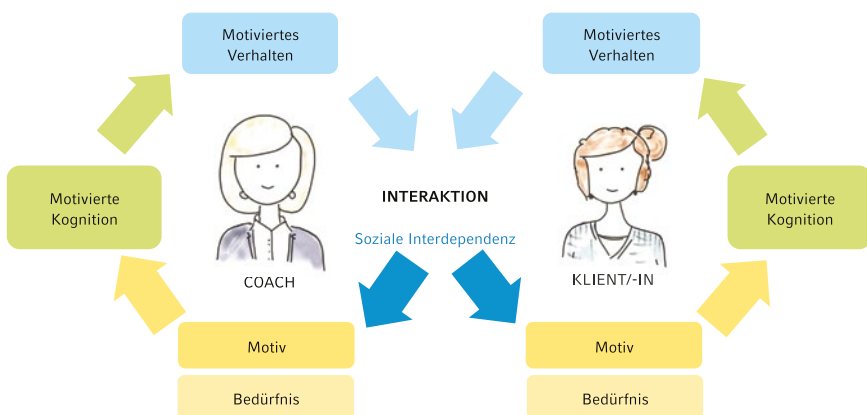 Motiviertes
Verhalten
Motiviertes
Verhalten
Motivierte
Kognition
INTERAKTION
Soziale Interdependenz
Motivierte
Kognition
COACH
KLIENT/-IN
Motiv
Motiv
Bedürfnis
Bedürfnis